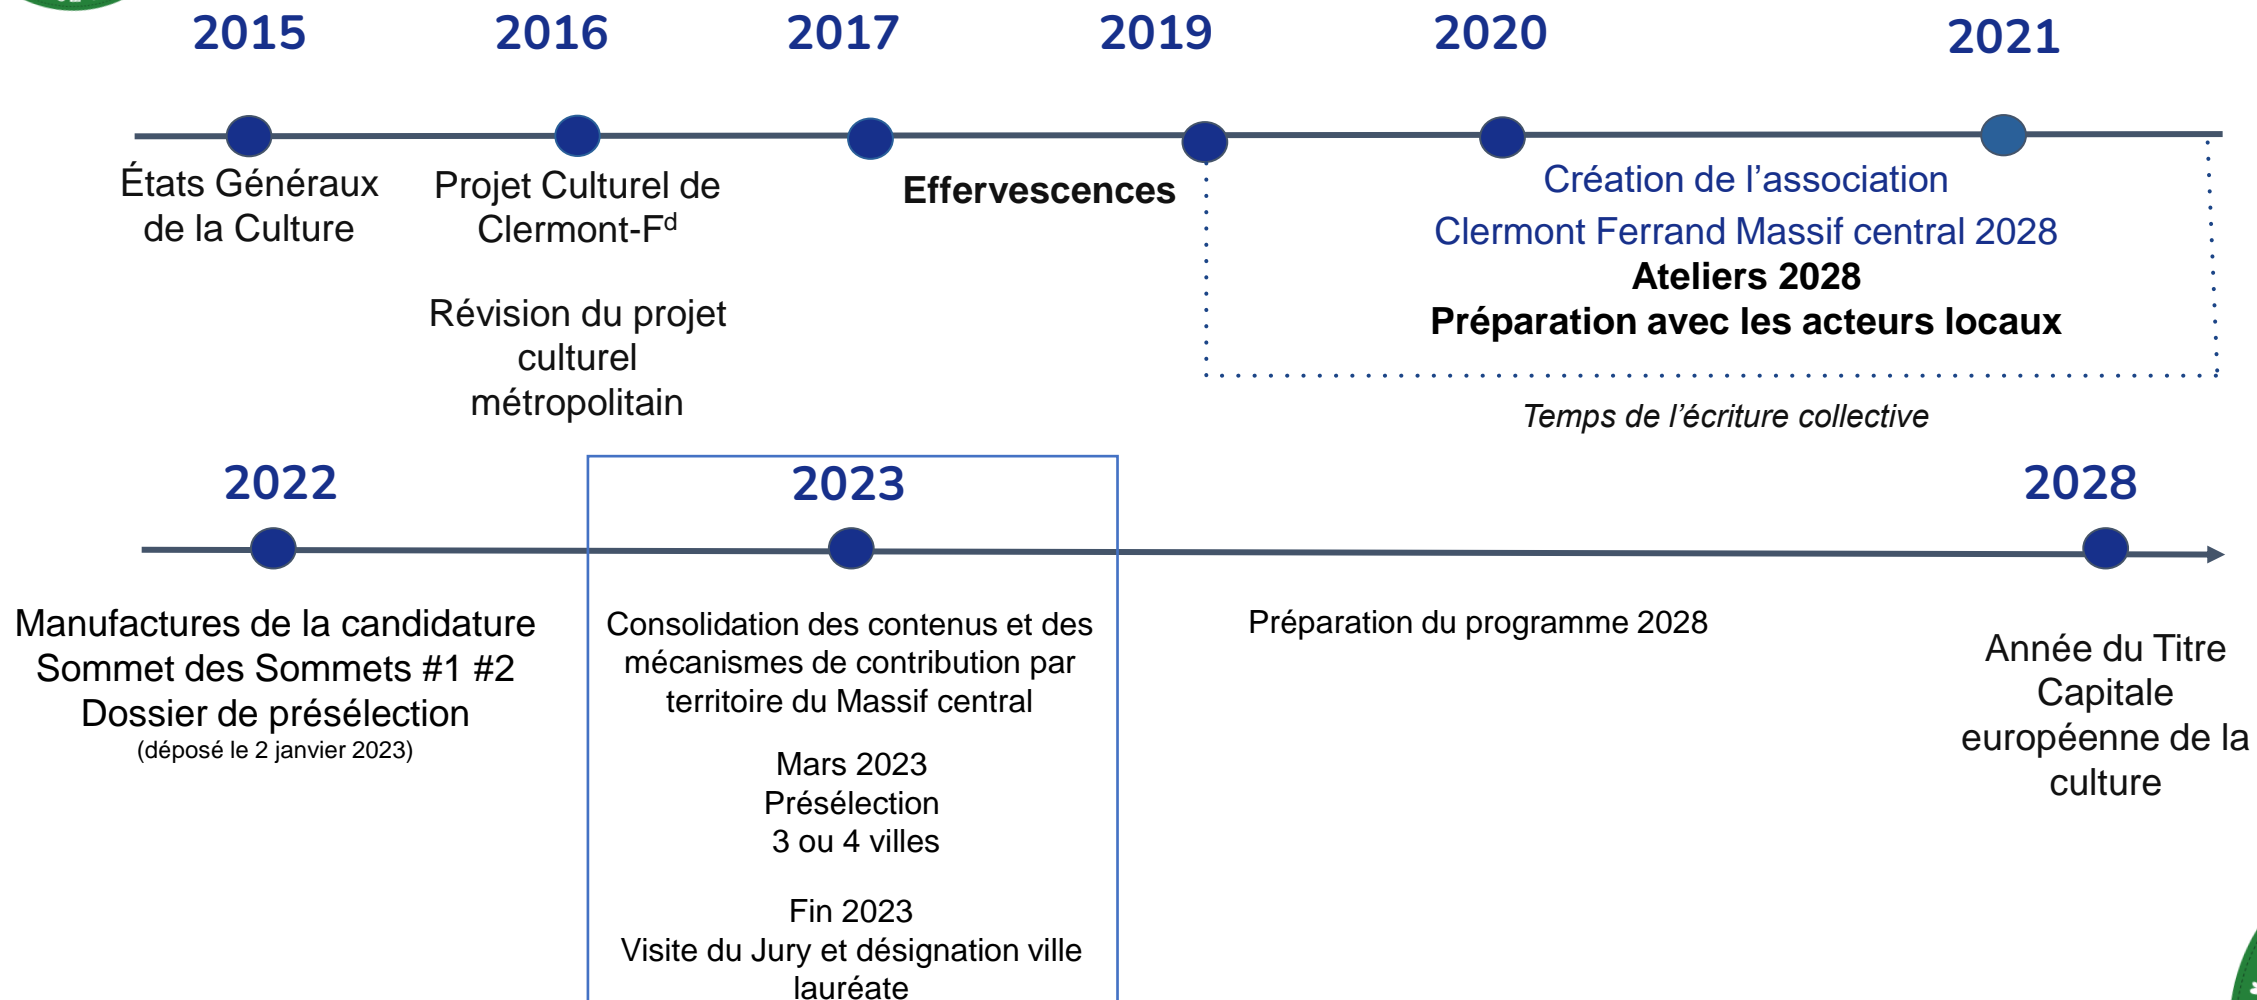 2015 2016 2017 2019 2020 2021
États Généraux
de la Culture
Projet Culturel de
Clermont-Fd
Révision du projet
culturel
métropolitain
Effervescences
Création de l’association
Clermont Ferrand Massif central 2028
Ateliers 2028
Préparation avec les acteurs locaux
Temps de l’écriture collective
2022 2023 2028
Manufactures de la candidature
Sommet des Sommets #1 #2
Dossier de présélection
(déposé le 2 janvier 2023)
Consolidation des contenus et des
mécanismes de contribution par
territoire du Massif central
Mars 2023
Présélection
3 ou 4 villes
Fin 2023
Visite du Jury et désignation ville
lauréate
Préparation du programme 2028
Année du Titre
Capitale
européenne de la
culture